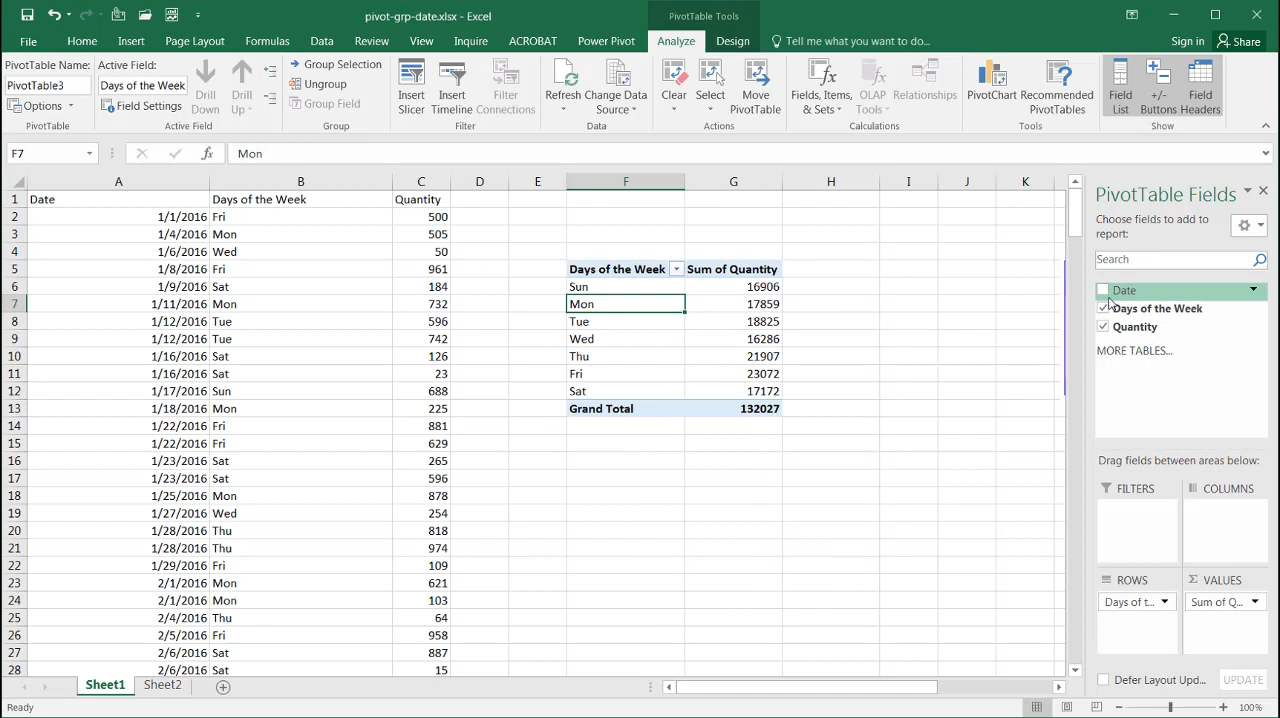 pivot-grp-date.xlsx - Excel
PivotTable Tools
File Home Insert Page Layout Formulas Data Review View Inquire ACROBAT Power Pivot Analyze Design Tell me what you want to do... Sign in Share
PivotTable Name:
PivotTable3
Options
PivotTable
Active Field:
Days of the Week
Field Settings
Drill Down
Drill Up
Active Field
Group Selection
Ungroup
Group Field
Group
Insert Slicer
Insert Timeline
Filter Connections
Filter
Refresh
Change Data Source
Data
Clear
Select
Move PivotTable
Actions
Fields, Items, & Sets
OLAP Tools
Relationships
Calculations
PivotChart
Recommended PivotTables
Tools
Field List
+/- Buttons
Field Headers
Show
F7 fx Mon
A B C D E F G H I J K
1 Date Days of the Week Quantity
2 1/1/2016 Fri 500
3 1/4/2016 Mon 505
4 1/6/2016 Wed 50
5 1/8/2016 Fri 961 Days of the Week Sum of Quantity
6 1/9/2016 Sat 184 Sun 16906
7 1/11/2016 Mon 732 Mon 17859
8 1/12/2016 Tue 596 Tue 18825
9 1/12/2016 Tue 742 Wed 16286
10 1/16/2016 Sat 126 Thu 21907
11 1/16/2016 Sat 23 Fri 23072
12 1/17/2016 Sun 688 Sat 17172
13 1/18/2016 Mon 225 Grand Total 132027
14 1/22/2016 Fri 881
15 1/22/2016 Fri 629
16 1/23/2016 Sat 265
17 1/23/2016 Sat 596
18 1/25/2016 Mon 878
19 1/27/2016 Wed 254
20 1/28/2016 Thu 818
21 1/28/2016 Thu 974
22 1/29/2016 Fri 109
23 2/1/2016 Mon 621
24 2/1/2016 Mon 103
25 2/4/2016 Thu 64
26 2/5/2016 Fri 958
27 2/6/2016 Sat 887
28 2/6/2016 Sat 15
PivotTable Fields
Choose fields to add to
report:
Search
Date
Days of the Week
Quantity
MORE TABLES...
Drag fields between areas below:
FILTERS COLUMNS
ROWS Σ VALUES
Days of t... Sum of Q...
Defer Layout Upd... UPDATE
Sheet1 Sheet2
Ready 100%